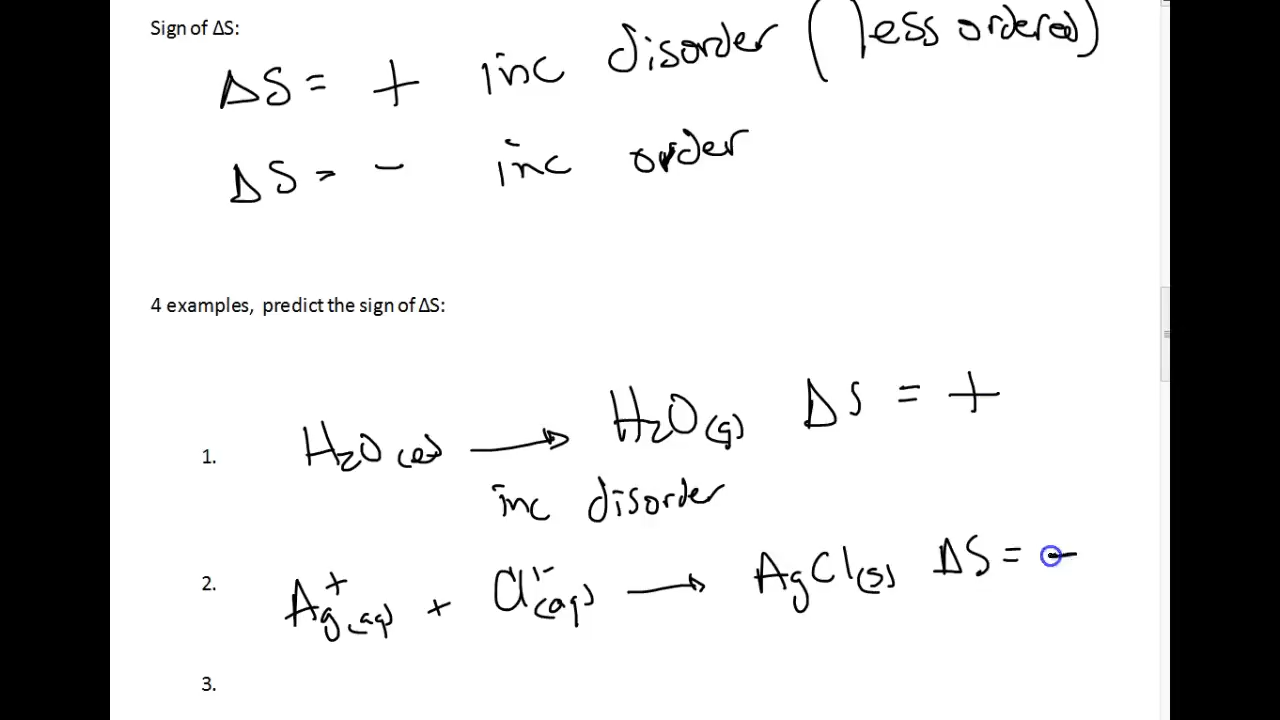 Sign of ΔS:
ΔS = + inc disorder (less ordered)
ΔS = - inc order
4 examples, predict the sign of ΔS:
1. H₂O(ℓ) → H₂O(g) ΔS = +
inc disorder
2. Ag⁺(aq) + Cl¹⁻(aq) → AgCl(s) ΔS = -
3.